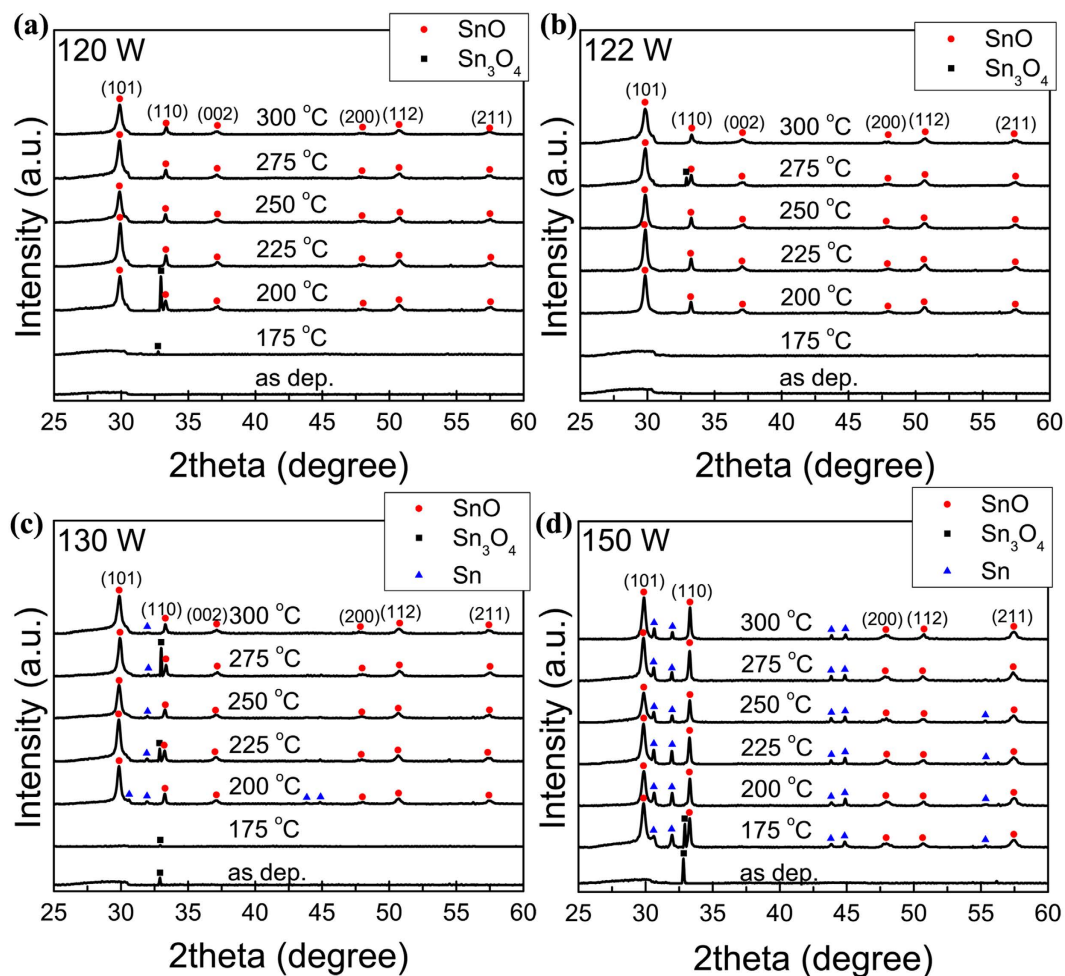 (a)
120 W
SnO
Sn₃O₄
(101)
(110) (002) 300 °C (200) (112) (211)
275 °C
250 °C
225 °C
200 °C
175 °C
as dep.
Intensity (a.u.)
25 30 35 40 45 50 55 60
2theta (degree)
(b)
122 W
SnO
Sn₃O₄
(101)
(110) (002) 300 °C (200) (112) (211)
275 °C
250 °C
225 °C
200 °C
175 °C
as dep.
Intensity (a.u.)
25 30 35 40 45 50 55 60
2theta (degree)
(c)
130 W
SnO
Sn₃O₄
Sn
(101)
(110) (002) 300 °C (200) (112) (211)
275 °C
250 °C
225 °C
200 °C
175 °C
as dep.
Intensity (a.u.)
25 30 35 40 45 50 55 60
2theta (degree)
(d)
150 W
SnO
Sn₃O₄
Sn
(101) (110)
300 °C (200) (112) (211)
275 °C
250 °C
225 °C
200 °C
175 °C
as dep.
Intensity (a.u.)
25 30 35 40 45 50 55 60
2theta (degree)